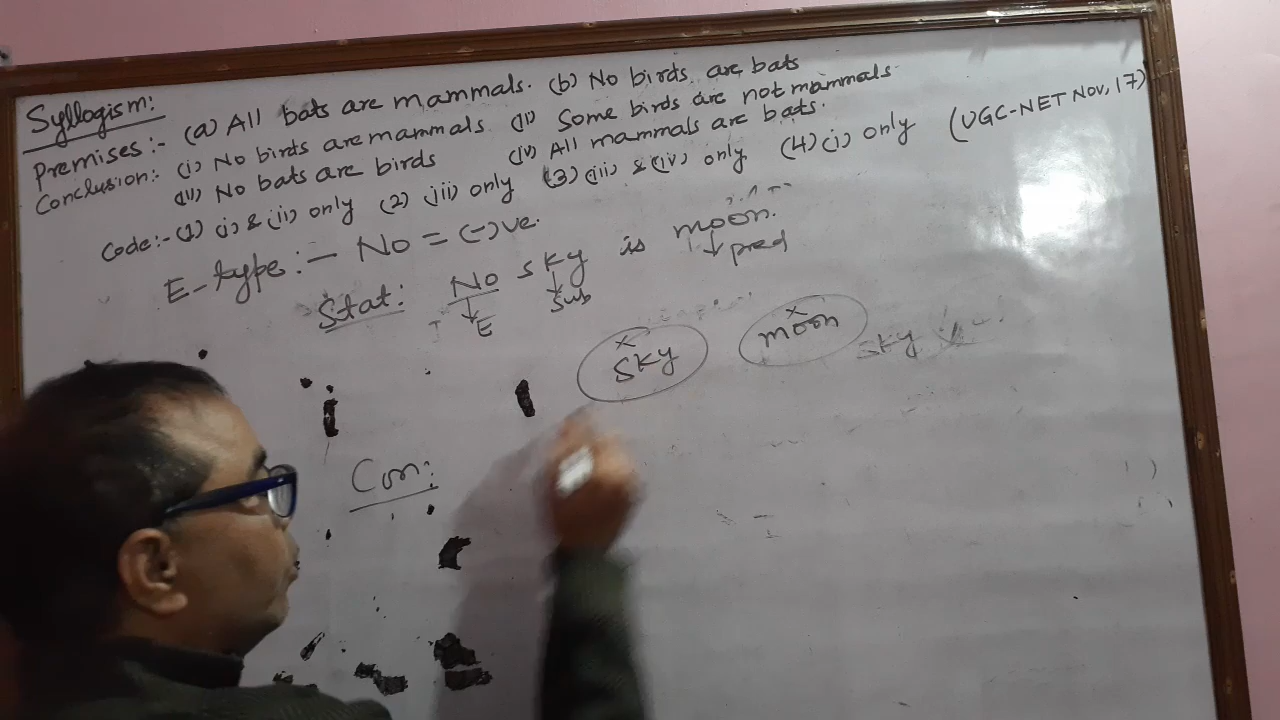 Syllogism:
Premises:- (a) All bats are mammals. (b) No birds are bats
Conclusion:- (i) No birds are mammals (ii) Some birds are not mammals
(iii) No bats are birds (iv) All mammals are bats.
Code:- (1) (i) & (ii) only (2) (iii) only (3) (iii) & (iv) only (4) (i) only (UGC-NET Nov, 17)
E-type:- No = (-)ve.
Stat: No sky is moon.
E Sub pred
x sky x moon sky
Con: